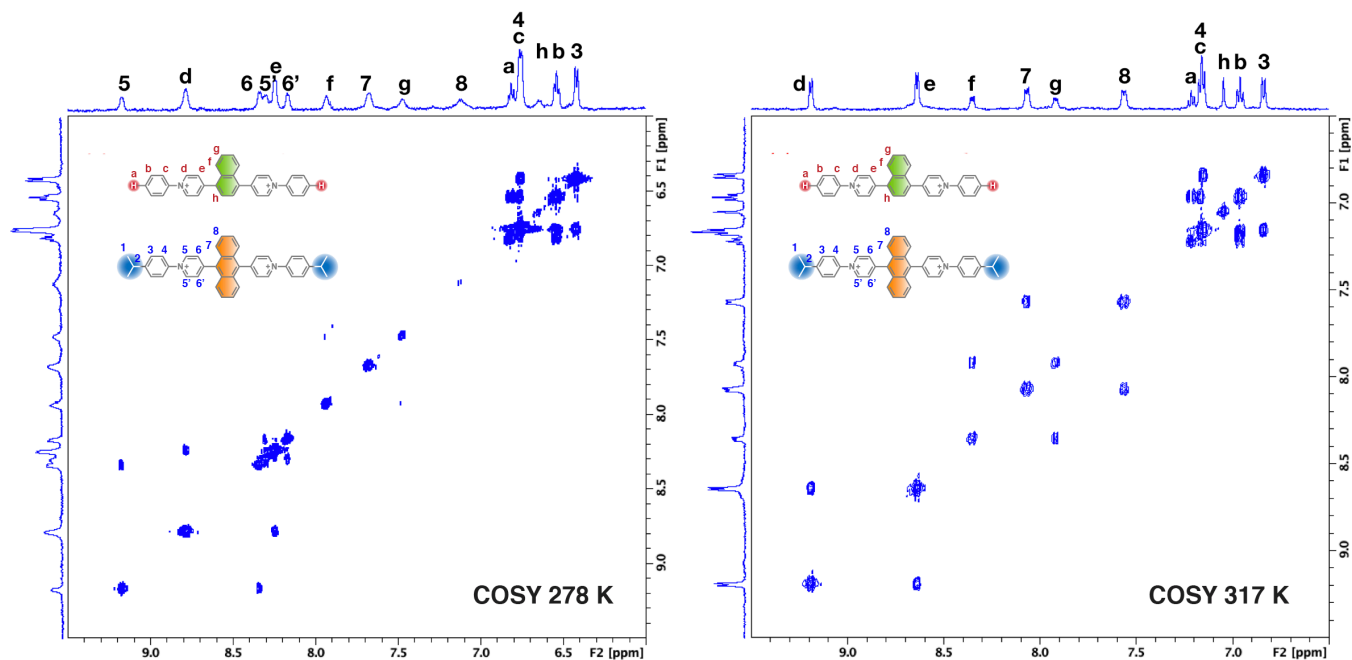 4
5 d 6 5' e 6' f 7 g 8 a c h b 3
F1 [ppm]
6.5
7.0
7.5
8.0
8.5
9.0
g
f
a b c d e
H
H
+
+
h
8
7
1 3 4 5 6
2
+
+
5' 6'
COSY 278 K
9.0 8.5 8.0 7.5 7.0 6.5 F2 [ppm]
4
d e f 7 g 8 a c h b 3
F1 [ppm]
7.0
7.5
8.0
8.5
9.0
g
f
a b c d e
H
H
+
+
h
8
7
1 3 4 5 6
2
+
+
5' 6'
COSY 317 K
9.0 8.5 8.0 7.5 7.0 F2 [ppm]